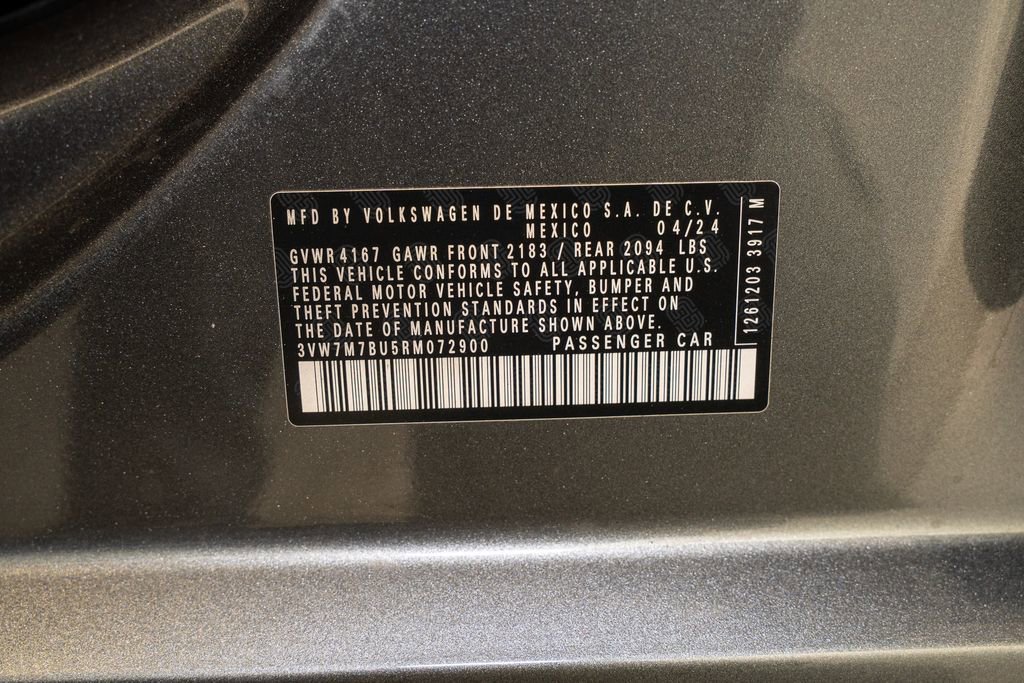 MFD BY VOLKSWAGEN DE MEXICO S.A. DE C.V.
MEXICO 04/24
GVWR 4167 GAWR FRONT 2183 / REAR 2094 LBS
THIS VEHICLE CONFORMS TO ALL APPLICABLE U.S.
FEDERAL MOTOR VEHICLE SAFETY, BUMPER AND
THEFT PREVENTION STANDARDS IN EFFECT ON
THE DATE OF MANUFACTURE SHOWN ABOVE.
3VW7M7BU5RM072900 PASSENGER CAR
1261203 3917 M